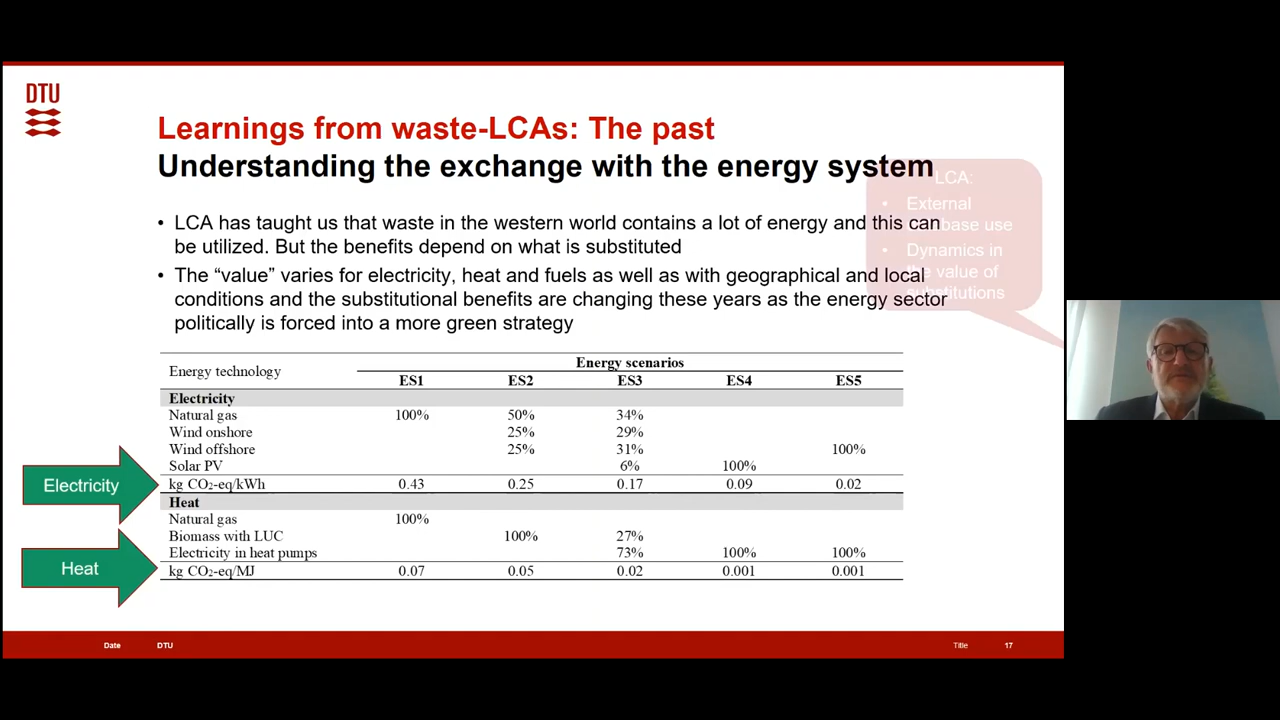 DTU
Learnings from waste-LCAs: The past
Understanding the exchange with the energy system
• LCA has taught us that waste in the western world contains a lot of energy and this can
be utilized. But the benefits depend on what is substituted
• The “value” varies for electricity, heat and fuels as well as with geographical and local
conditions and the substitutional benefits are changing these years as the energy sector
politically is forced into a more green strategy
LCA:
• External
base use
• Dynamics in
the value of
substitutions
Energy technology Energy scenarios
ES1 ES2 ES3 ES4 ES5
Electricity
Natural gas 100% 50% 34%
Wind onshore 25% 29%
Wind offshore 25% 31% 100%
Solar PV 6% 100%
Electricity
kg CO2-eq/kWh 0.43 0.25 0.17 0.09 0.02
Heat
Natural gas 100%
Biomass with LUC 100% 27%
Electricity in heat pumps 73% 100% 100%
Heat
kg CO2-eq/MJ 0.07 0.05 0.02 0.001 0.001
Date DTU Title 17